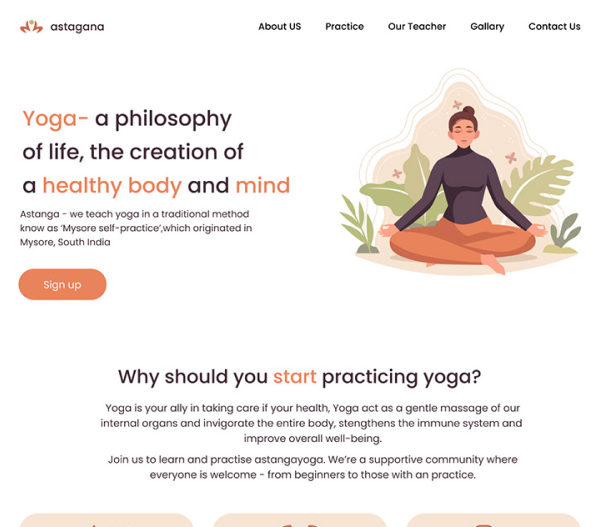 astagana
About US Practice Our Teacher Gallary Contact Us
Yoga- a philosophy
of life, the creation of
a healthy body and mind
Astanga - we teach yoga in a traditional method
know as ‘Mysore self-practice’,which originated in
Mysore, South India
Sign up
Why should you start practicing yoga?
Yoga is your ally in taking care if your health, Yoga act as a gentle massage of our
internal organs and invigorate the entire body, stengthens the immune system and
improve overall well-being.
Join us to learn and practise astangayoga. We’re a supportive community where
everyone is welcome - from beginners to those with an practice.